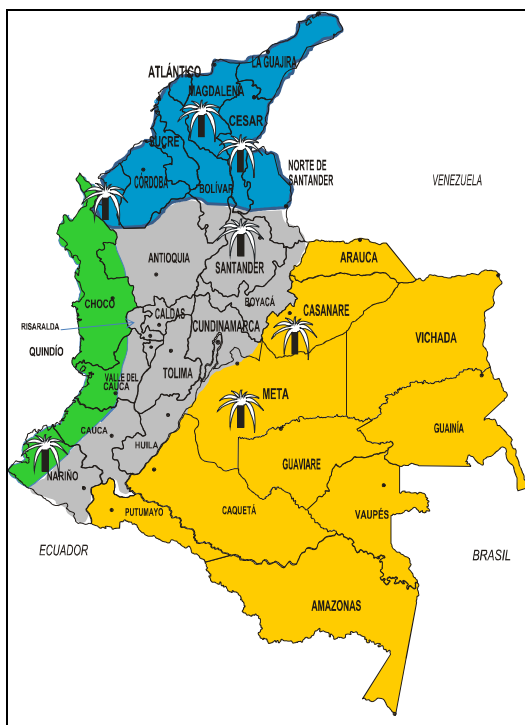 LA GUAJIRA
ATLÁNTICO
MAGDALENA
CESAR
SUCRE
NORTE DE
SANTANDER
CÓRDOBA
BOLÍVAR
VENEZUELA
ANTIOQUIA
SANTANDER
ARAUCA
BOYACÁ
CHOCÓ
CASANARE
CALDAS
RISARALDA
CUNDINAMARCA
VICHADA
QUINDÍO
TOLIMA
VALLE DEL
CAUCA
META
GUAINÍA
CAUCA
HUILA
GUAVIARE
NARIÑO
PUTUMAYO
CAQUETÁ
VAUPÉS
ECUADOR
BRASIL
AMAZONAS